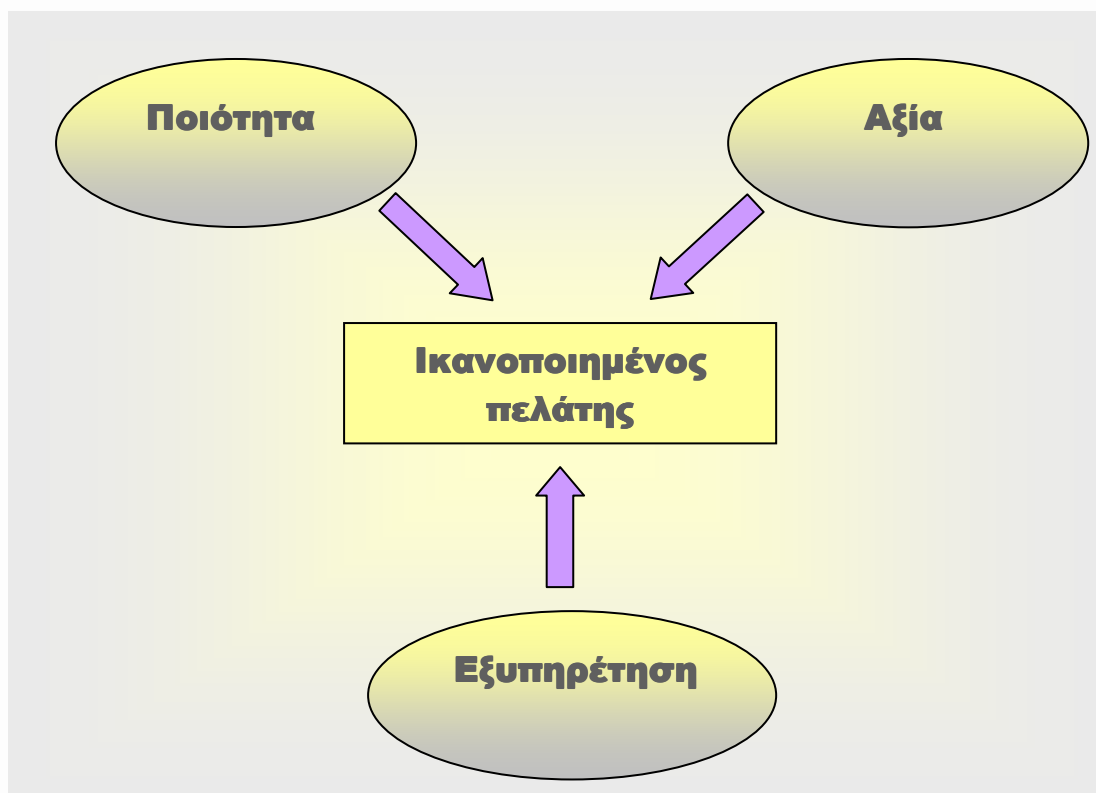 Ποιότητα
Αξία
Ικανοποιημένος
πελάτης
Εξυπηρέτηση